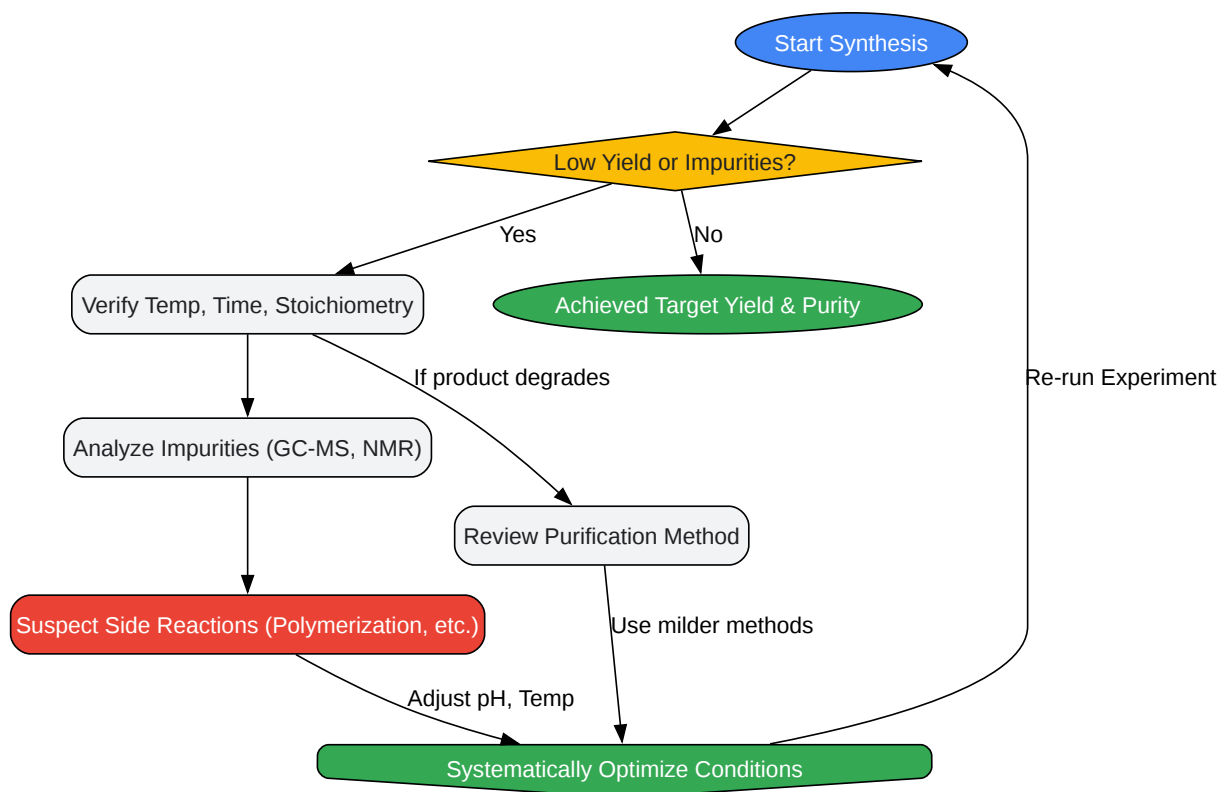 Start Synthesis
Low Yield or Impurities?
Yes
No
Verify Temp, Time, Stoichiometry
Achieved Target Yield & Purity
If product degrades
Re-run Experiment
Analyze Impurities (GC-MS, NMR)
Review Purification Method
Suspect Side Reactions (Polymerization, etc.)
Use milder methods
Adjust pH, Temp
Systematically Optimize Conditions